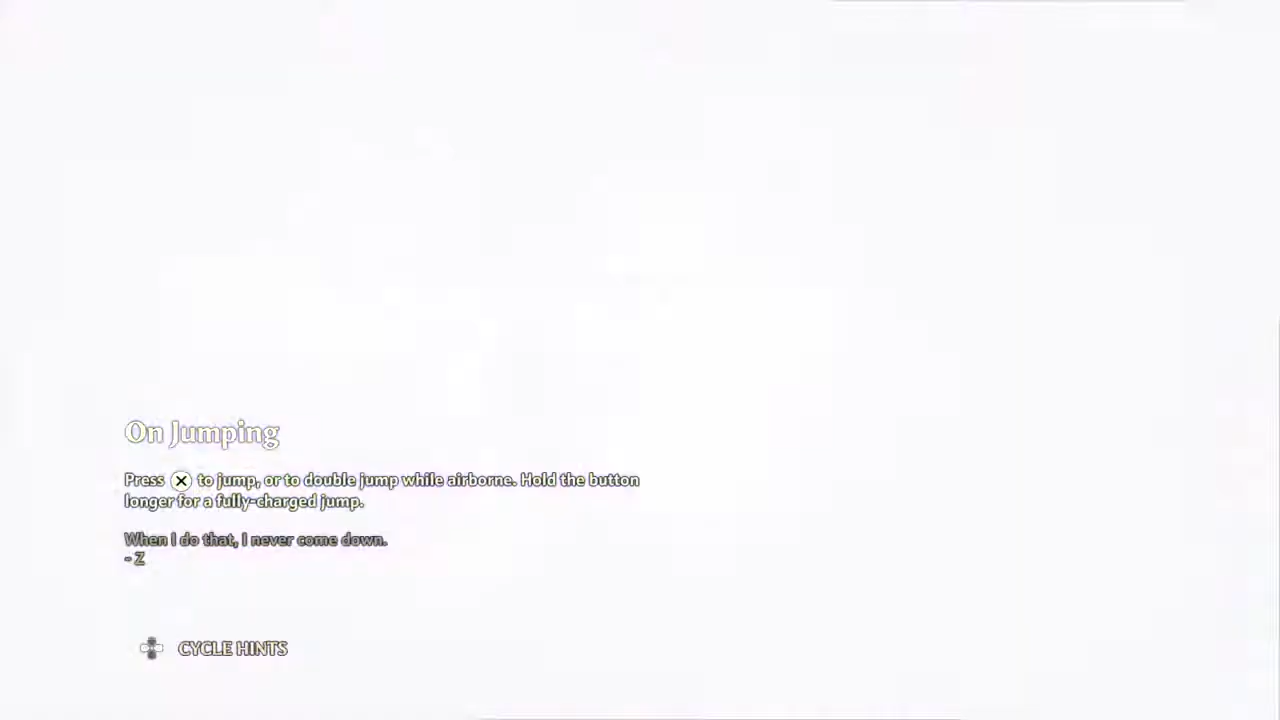 On Jumping
Press ⓧ to jump, or to double jump while airborne. Hold the button
longer for a fully-charged jump.
When I do that, I never come down.
- Z
CYCLE HINTS